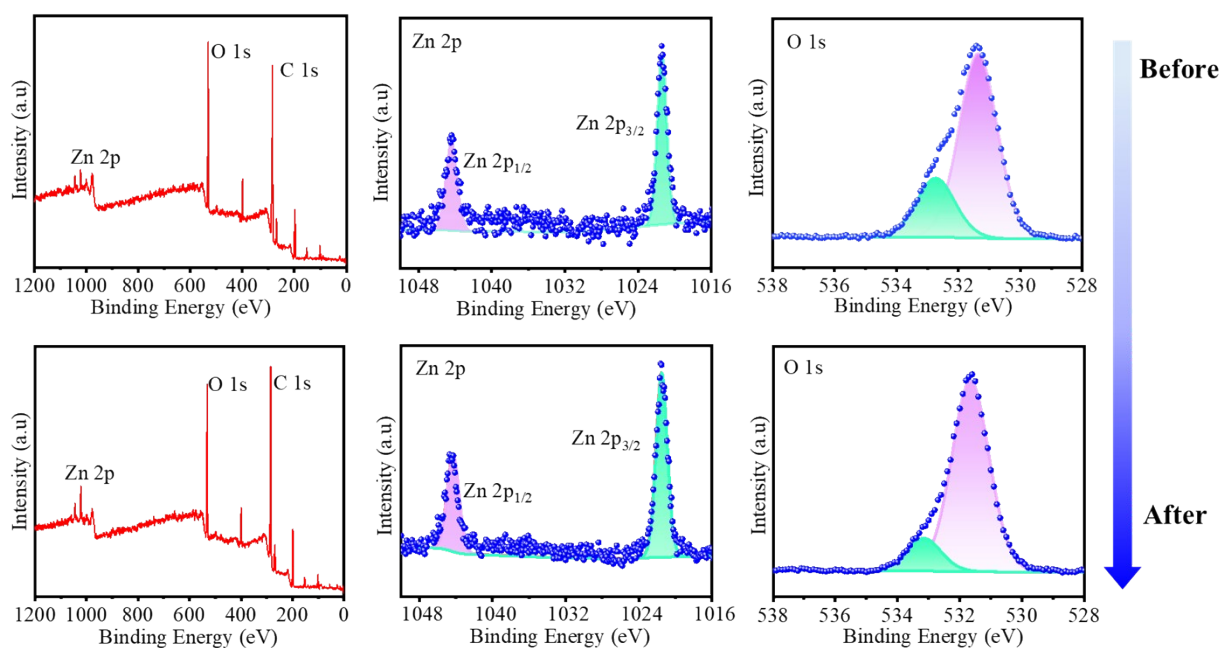 O 1s
C 1s
Zn 2p
Intensity (a.u)
1200 1000 800 600 400 200 0
Binding Energy (eV)
Zn 2p
Zn 2p3/2
Zn 2p1/2
Intensity (a.u)
1048 1040 1032 1024 1016
Binding Energy (eV)
O 1s
Intensity (a.u)
538 536 534 532 530 528
Binding Energy (eV)
Before
O 1s
C 1s
Zn 2p
Intensity (a.u)
1200 1000 800 600 400 200 0
Binding Energy (eV)
Zn 2p
Zn 2p3/2
Zn 2p1/2
Intensity (a.u)
1048 1040 1032 1024 1016
Binding Energy (eV)
O 1s
Intensity (a.u)
538 536 534 532 530 528
Binding Energy (eV)
After